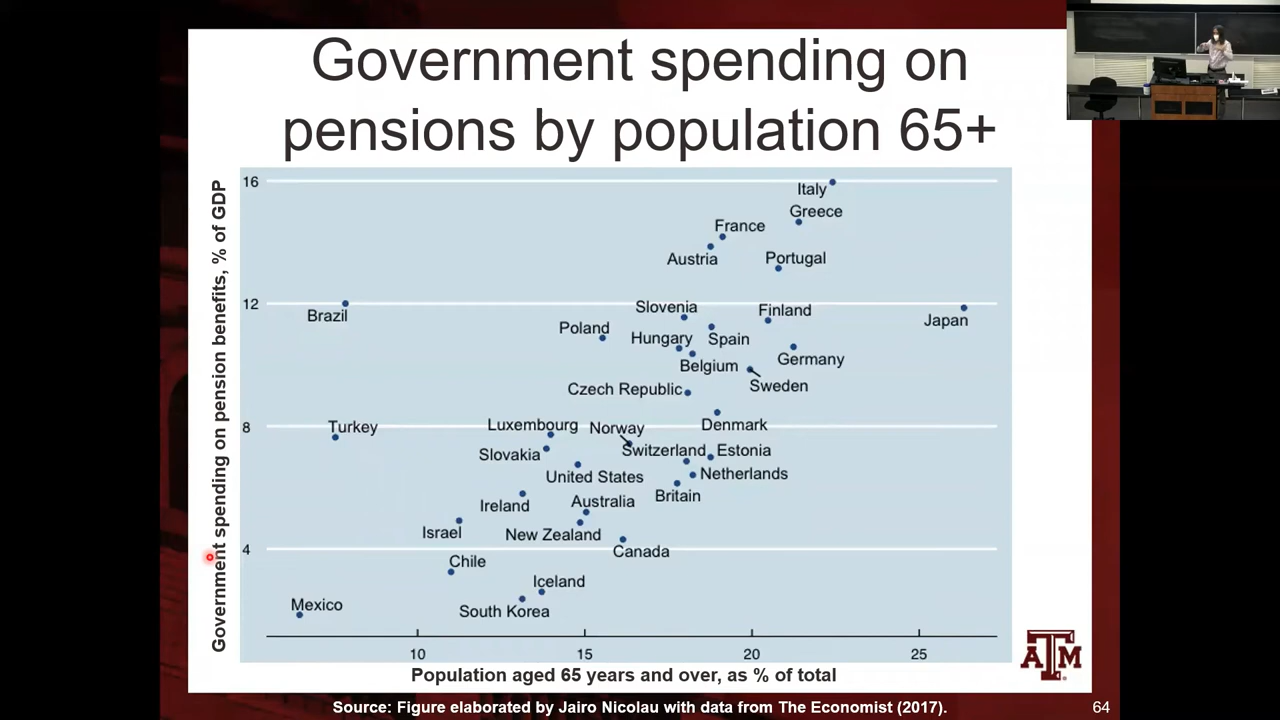 Government spending on
pensions by population 65+
Government spending on pension benefits, % of GDP
16
Italy
Greece
France
Austria
Portugal
12
Brazil
Slovenia
Finland
Japan
Poland
Hungary
Spain
Belgium
Germany
Sweden
Czech Republic
8
Turkey
Luxembourg
Norway
Denmark
Slovakia
Switzerland
Estonia
United States
Netherlands
Ireland
Australia
Britain
Israel
New Zealand
4
Canada
Chile
Iceland
Mexico
South Korea
10 15 20 25
Population aged 65 years and over, as % of total
ATM
Source: Figure elaborated by Jairo Nicolau with data from The Economist (2017).
64